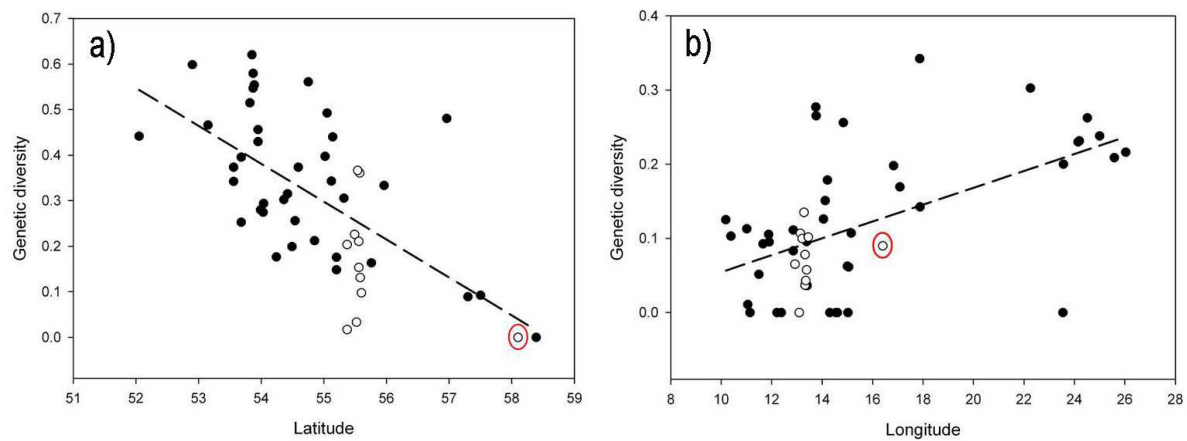 a)
Genetic diversity
0.7
0.6
0.5
0.4
0.3
0.2
0.1
0.0
51 52 53 54 55 56 57 58 59
Latitude
b)
Genetic diversity
0.4
0.3
0.2
0.1
0.0
8 10 12 14 16 18 20 22 24 26 28
Longitude